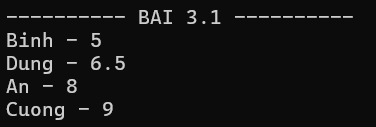 ---------- BAI 3.1 ----------
Binh - 5
Dung - 6.5
An - 8
Cuong - 9